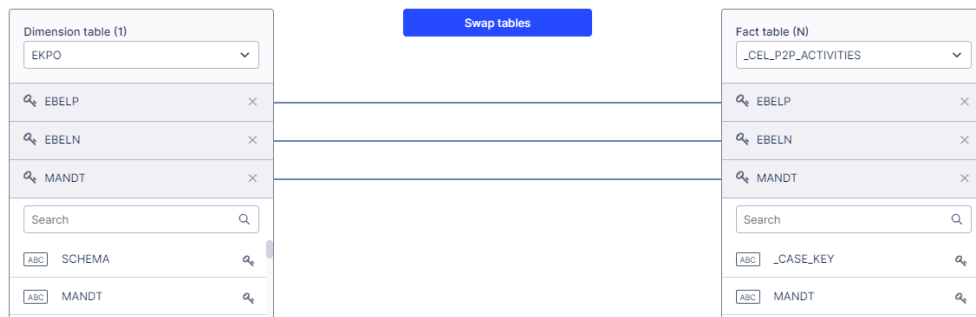 Dimension table (1)
EKPO
EBELP
EBELN
MANDT
Search
ABC SCHEMA
ABC MANDT
Swap tables
Fact table (N)
_CEL_P2P_ACTIVITIES
EBELP
EBELN
MANDT
Search
ABC _CASE_KEY
ABC MANDT